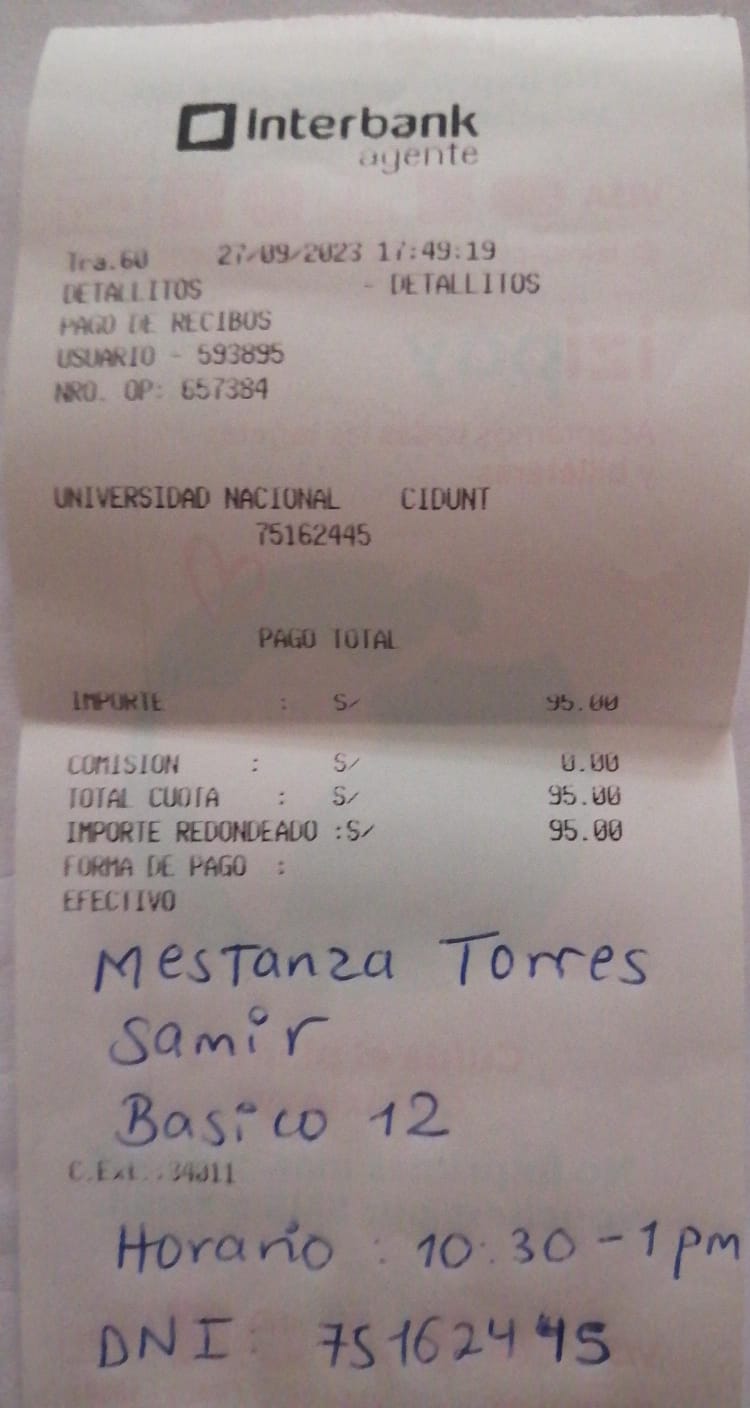 Interbank
agente
Tra.60 27/09/2023 17:49:19
DETALLITOS - DETALLITOS
PAGO DE RECIBOS
USUARIO - 593895
NRO. OP: 657384
UNIVERSIDAD NACIONAL CIDUNT
75162445
PAGO TOTAL
IMPORTE : S/ 95.00
COMISION : S/ 0.00
TOTAL CUOTA : S/ 95.00
IMPORTE REDONDEADO :S/ 95.00
FORMA DE PAGO :
EFECTIVO
Mestanza Torres
Samir
Basico 12
C.Ext.
Horario : 10:30 - 1 pm
DNI: 75162445